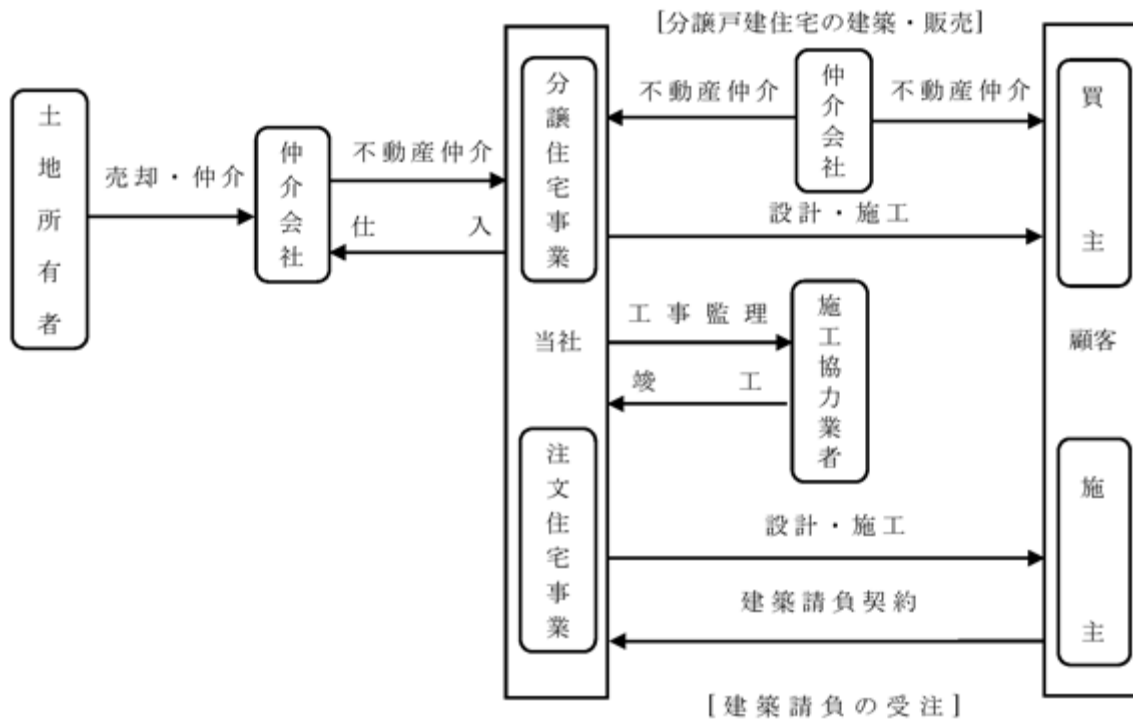 [分譲戸建住宅の建築・販売]
土地所有者
売却・仲介
仲介会社
不動産仲介
仕入
分譲住宅事業
不動産仲介
仲介会社
不動産仲介
買主
設計・施工
当社
工事監理
施工協力業者
竣工
顧客
注文住宅事業
設計・施工
建築請負契約
施主
[建築請負の受注]